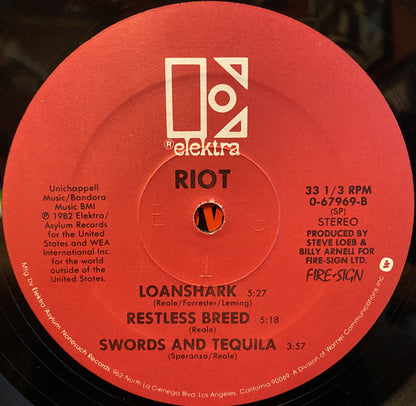 ® elektra
RIOT
Unichappell
Music/Bandora
Music BMI
℗ 1982 Elektra/
Asylum Records
for the United
States and WEA
International Inc.
for the world
outside of the
United States.
33 1/3 RPM
0-67969-B
(SP)
STEREO
PRODUCED BY
STEVE LOEB &
BILLY ARNELL FOR
FIRE-SIGN LTD.
FIRE-SIGN
LOANSHARK 5:27
(Reale/Forrester/Leming)
RESTLESS BREED 5:18
(Reale)
SWORDS AND TEQUILA 3:57
(Speranza/Reale)
Mfg. by Elektra Asylum Nonesuch Records, 962 North La Cienega Blvd. Los Angeles, California 90069. A Division of Warner Communications Inc.